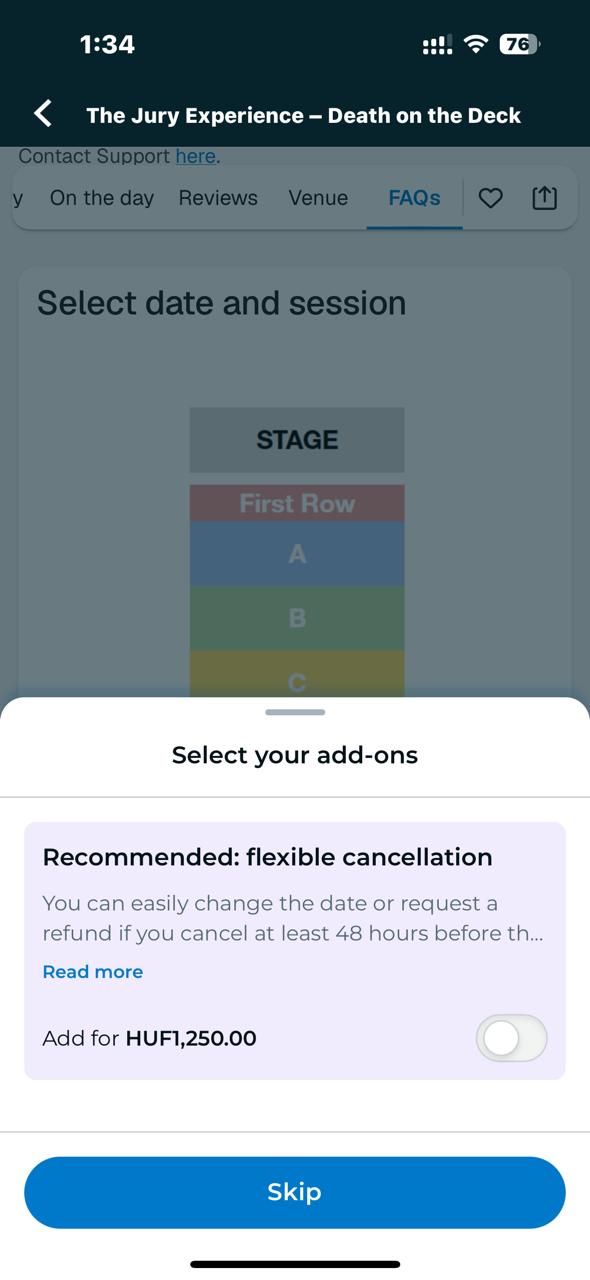 1:34
76
The Jury Experience – Death on the Deck
Contact Support here.
y On the day Reviews Venue FAQs
Select date and session
STAGE
First Row
A
B
C
Select your add-ons
Recommended: flexible cancellation
You can easily change the date or request a
refund if you cancel at least 48 hours before th...
Read more
Add for HUF1,250.00
Skip